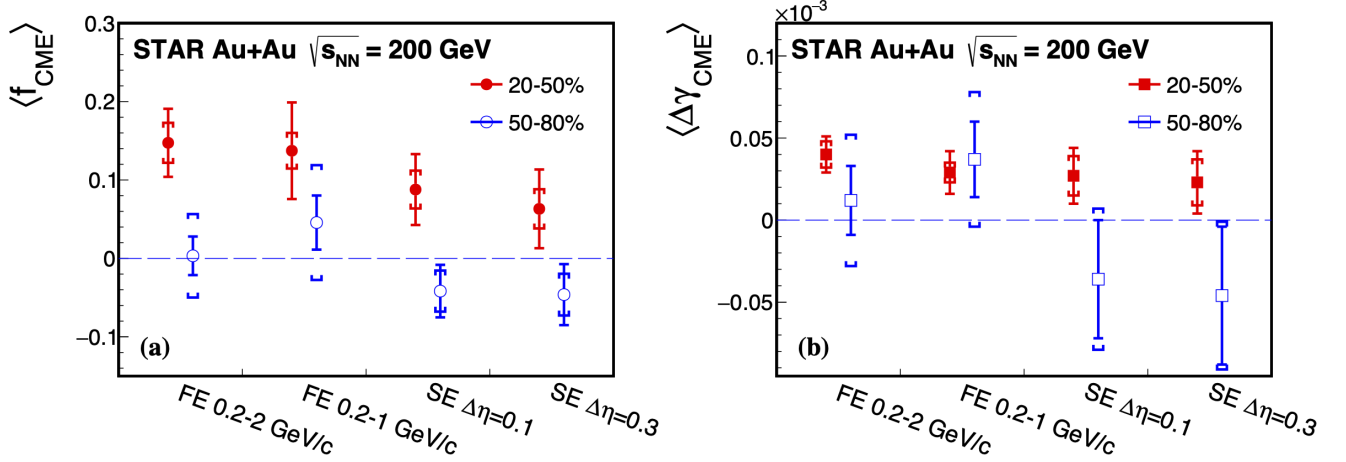 ⟨f_CME⟩
0.3
0.2
0.1
0
−0.1
STAR Au+Au √s_NN = 200 GeV
20-50%
50-80%
(a)
FE 0.2-2 GeV/c
FE 0.2-1 GeV/c
SE Δη=0.1
SE Δη=0.3
⟨Δγ_CME⟩
×10⁻³
0.1
0.05
0
−0.05
STAR Au+Au √s_NN = 200 GeV
20-50%
50-80%
(b)
FE 0.2-2 GeV/c
FE 0.2-1 GeV/c
SE Δη=0.1
SE Δη=0.3